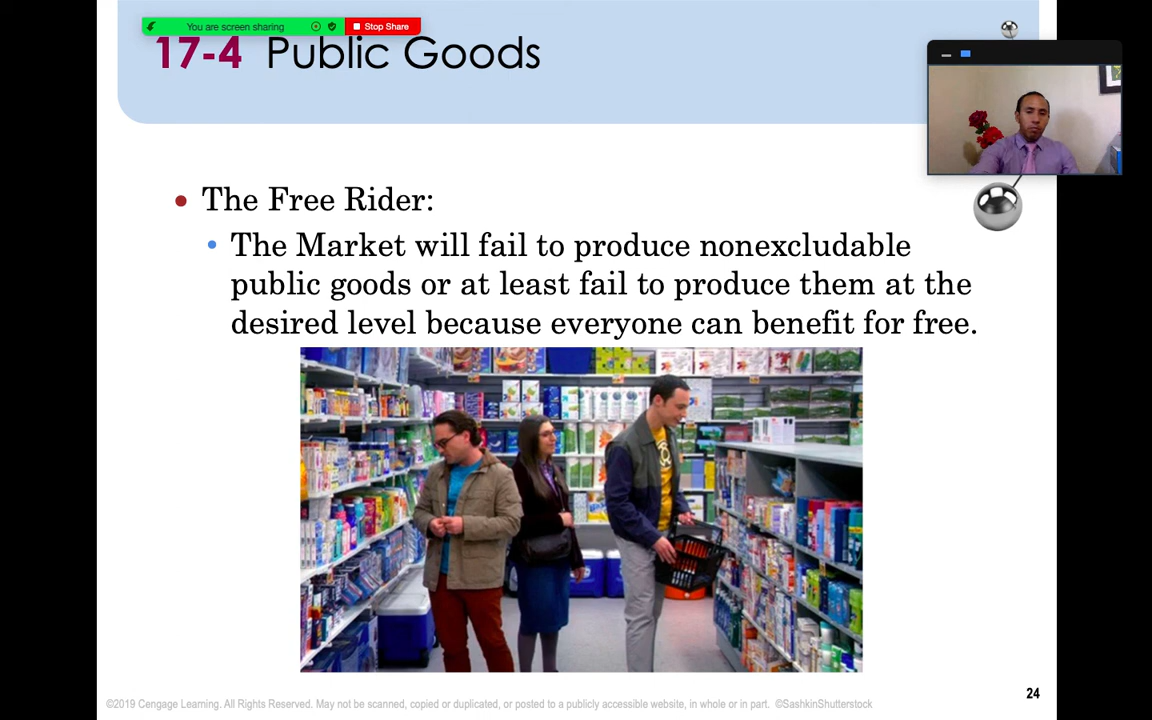 You are screen sharing
Stop Share
17-4 Public Goods
• The Free Rider:
• The Market will fail to produce nonexcludable
public goods or at least fail to produce them at the
desired level because everyone can benefit for free.
24
©2019 Cengage Learning. All Rights Reserved. May not be scanned, copied or duplicated, or posted to a publicly accessible website, in whole or in part. ©SashkinShutterstock